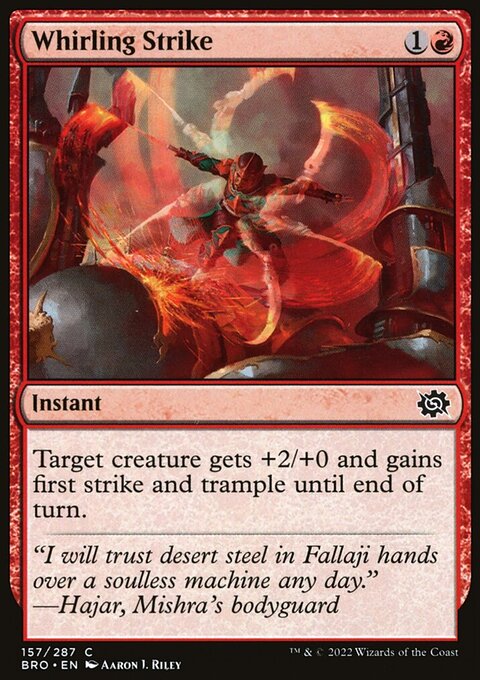 Whirling Strike 1
Instant
Target creature gets +2/+0 and gains
first strike and trample until end of
turn.
“I will trust desert steel in Fallaji hands
over a soulless machine any day.”
—Hajar, Mishra’s bodyguard
157/287 C
BRO • EN Aaron J. Riley
™ & © 2022 Wizards of the Coast